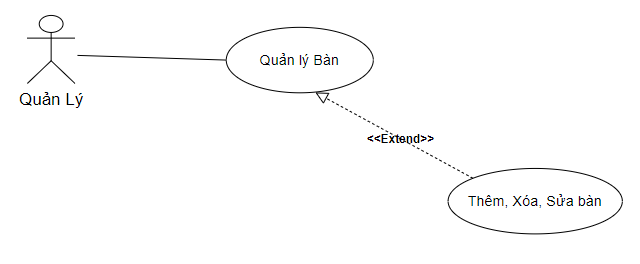 Quản lý Bàn
Quản Lý
<<Extend>>
Thêm, Xóa, Sửa bàn